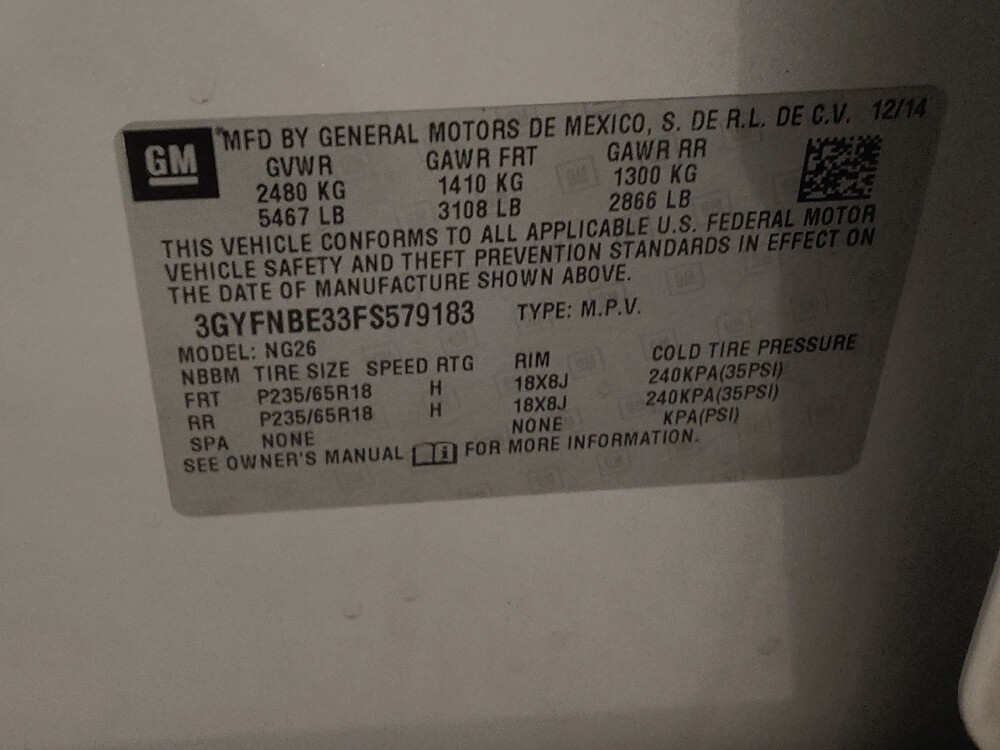 GM
MFD BY GENERAL MOTORS DE MEXICO, S. DE R.L. DE C.V. 12/14
GVWR GAWR FRT GAWR RR
2480 KG 1410 KG 1300 KG
5467 LB 3108 LB 2866 LB
THIS VEHICLE CONFORMS TO ALL APPLICABLE U.S. FEDERAL MOTOR
VEHICLE SAFETY AND THEFT PREVENTION STANDARDS IN EFFECT ON
THE DATE OF MANUFACTURE SHOWN ABOVE.
3GYFNBE33FS579183 TYPE: M.P.V.
MODEL: NG26
NBBM TIRE SIZE SPEED RTG RIM COLD TIRE PRESSURE
FRT P235/65R18 H 18X8J 240KPA(35PSI)
RR P235/65R18 H 18X8J 240KPA(35PSI)
SPA NONE NONE KPA(PSI)
SEE OWNER'S MANUAL FOR MORE INFORMATION.